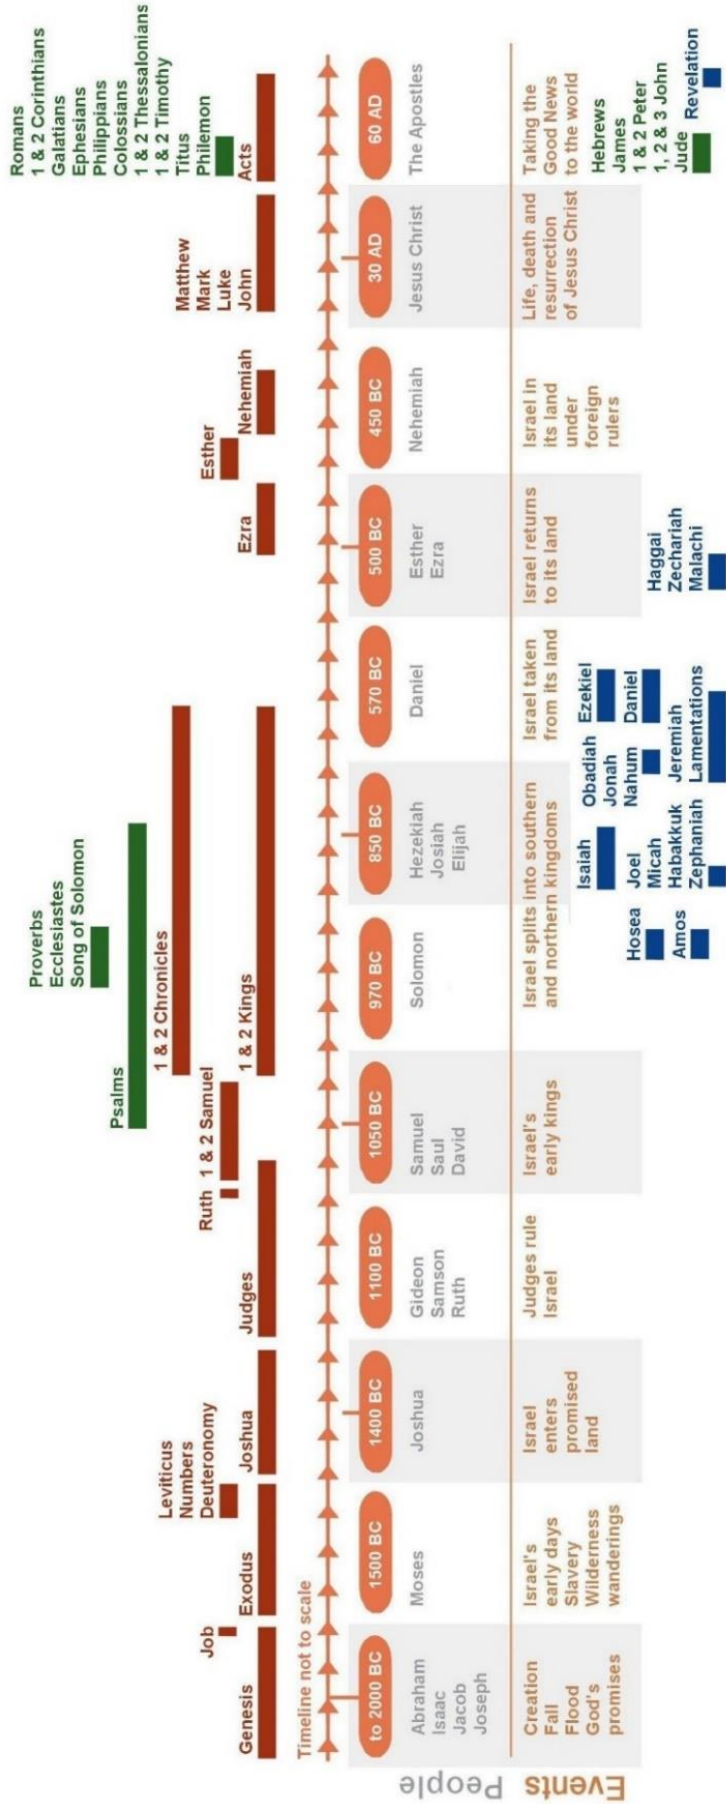 Genesis
Job
Exodus
Leviticus
Numbers
Deuteronomy
Joshua
Judges
Ruth
1 & 2 Samuel
Psalms
1 & 2 Chronicles
1 & 2 Kings
Proverbs
Ecclesiastes
Song of Solomon
Ezra
Esther
Nehemiah
Matthew
Mark
Luke
John
Romans
1 & 2 Corinthians
Galatians
Ephesians
Philippians
Colossians
1 & 2 Thessalonians
1 & 2 Timothy
Titus
Philemon
Acts
Timeline not to scale
to 2000 BC
1500 BC
1400 BC
1100 BC
1050 BC
970 BC
850 BC
570 BC
500 BC
450 BC
30 AD
60 AD
People
Abraham
Isaac
Jacob
Joseph
Moses
Joshua
Gideon
Samson
Ruth
Samuel
Saul
David
Solomon
Hezekiah
Josiah
Elijah
Daniel
Esther
Ezra
Nehemiah
Jesus Christ
The Apostles
Events
Creation
Fall
Flood
God's
promises
Israel's
early days
Slavery
Wilderness
wanderings
Israel
enters
promised
land
Judges rule
Israel
Israel's
early kings
Israel splits into southern
and northern kingdoms
Israel taken
from its land
Israel returns
to its land
Israel in
its land
under
foreign
rulers
Life, death and
resurrection
of Jesus Christ
Taking the
Good News
to the world
Hosea
Amos
Isaiah
Joel
Micah
Habakkuk
Zephaniah
Obadiah
Jonah
Nahum
Jeremiah
Lamentations
Ezekiel
Daniel
Haggai
Zechariah
Malachi
Hebrews
James
1 & 2 Peter
1, 2 & 3 John
Jude
Revelation